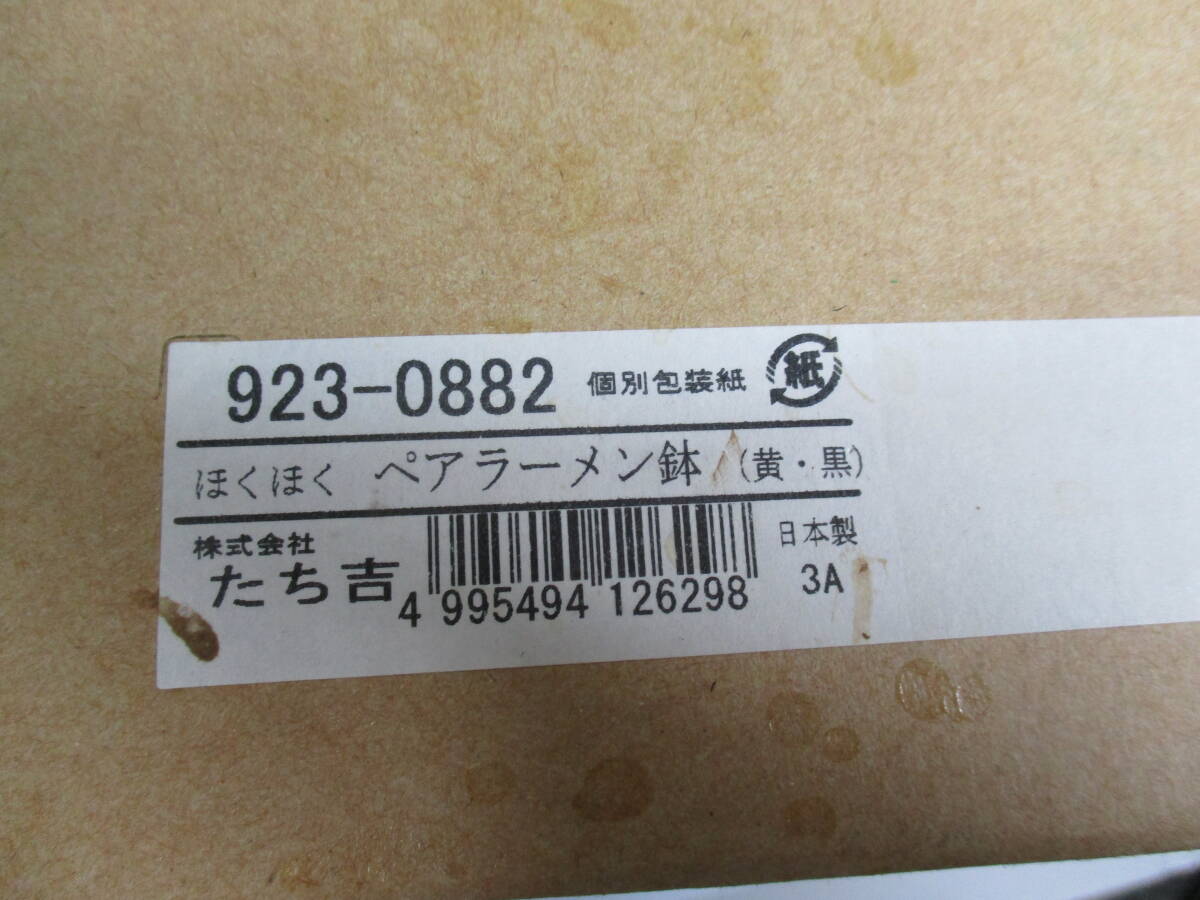 923-0882 個別包装紙 紙
ほくほく ペアラーメン鉢 (黄・黒)
株式会社
たち吉
4 995494 126298
日本製
3A